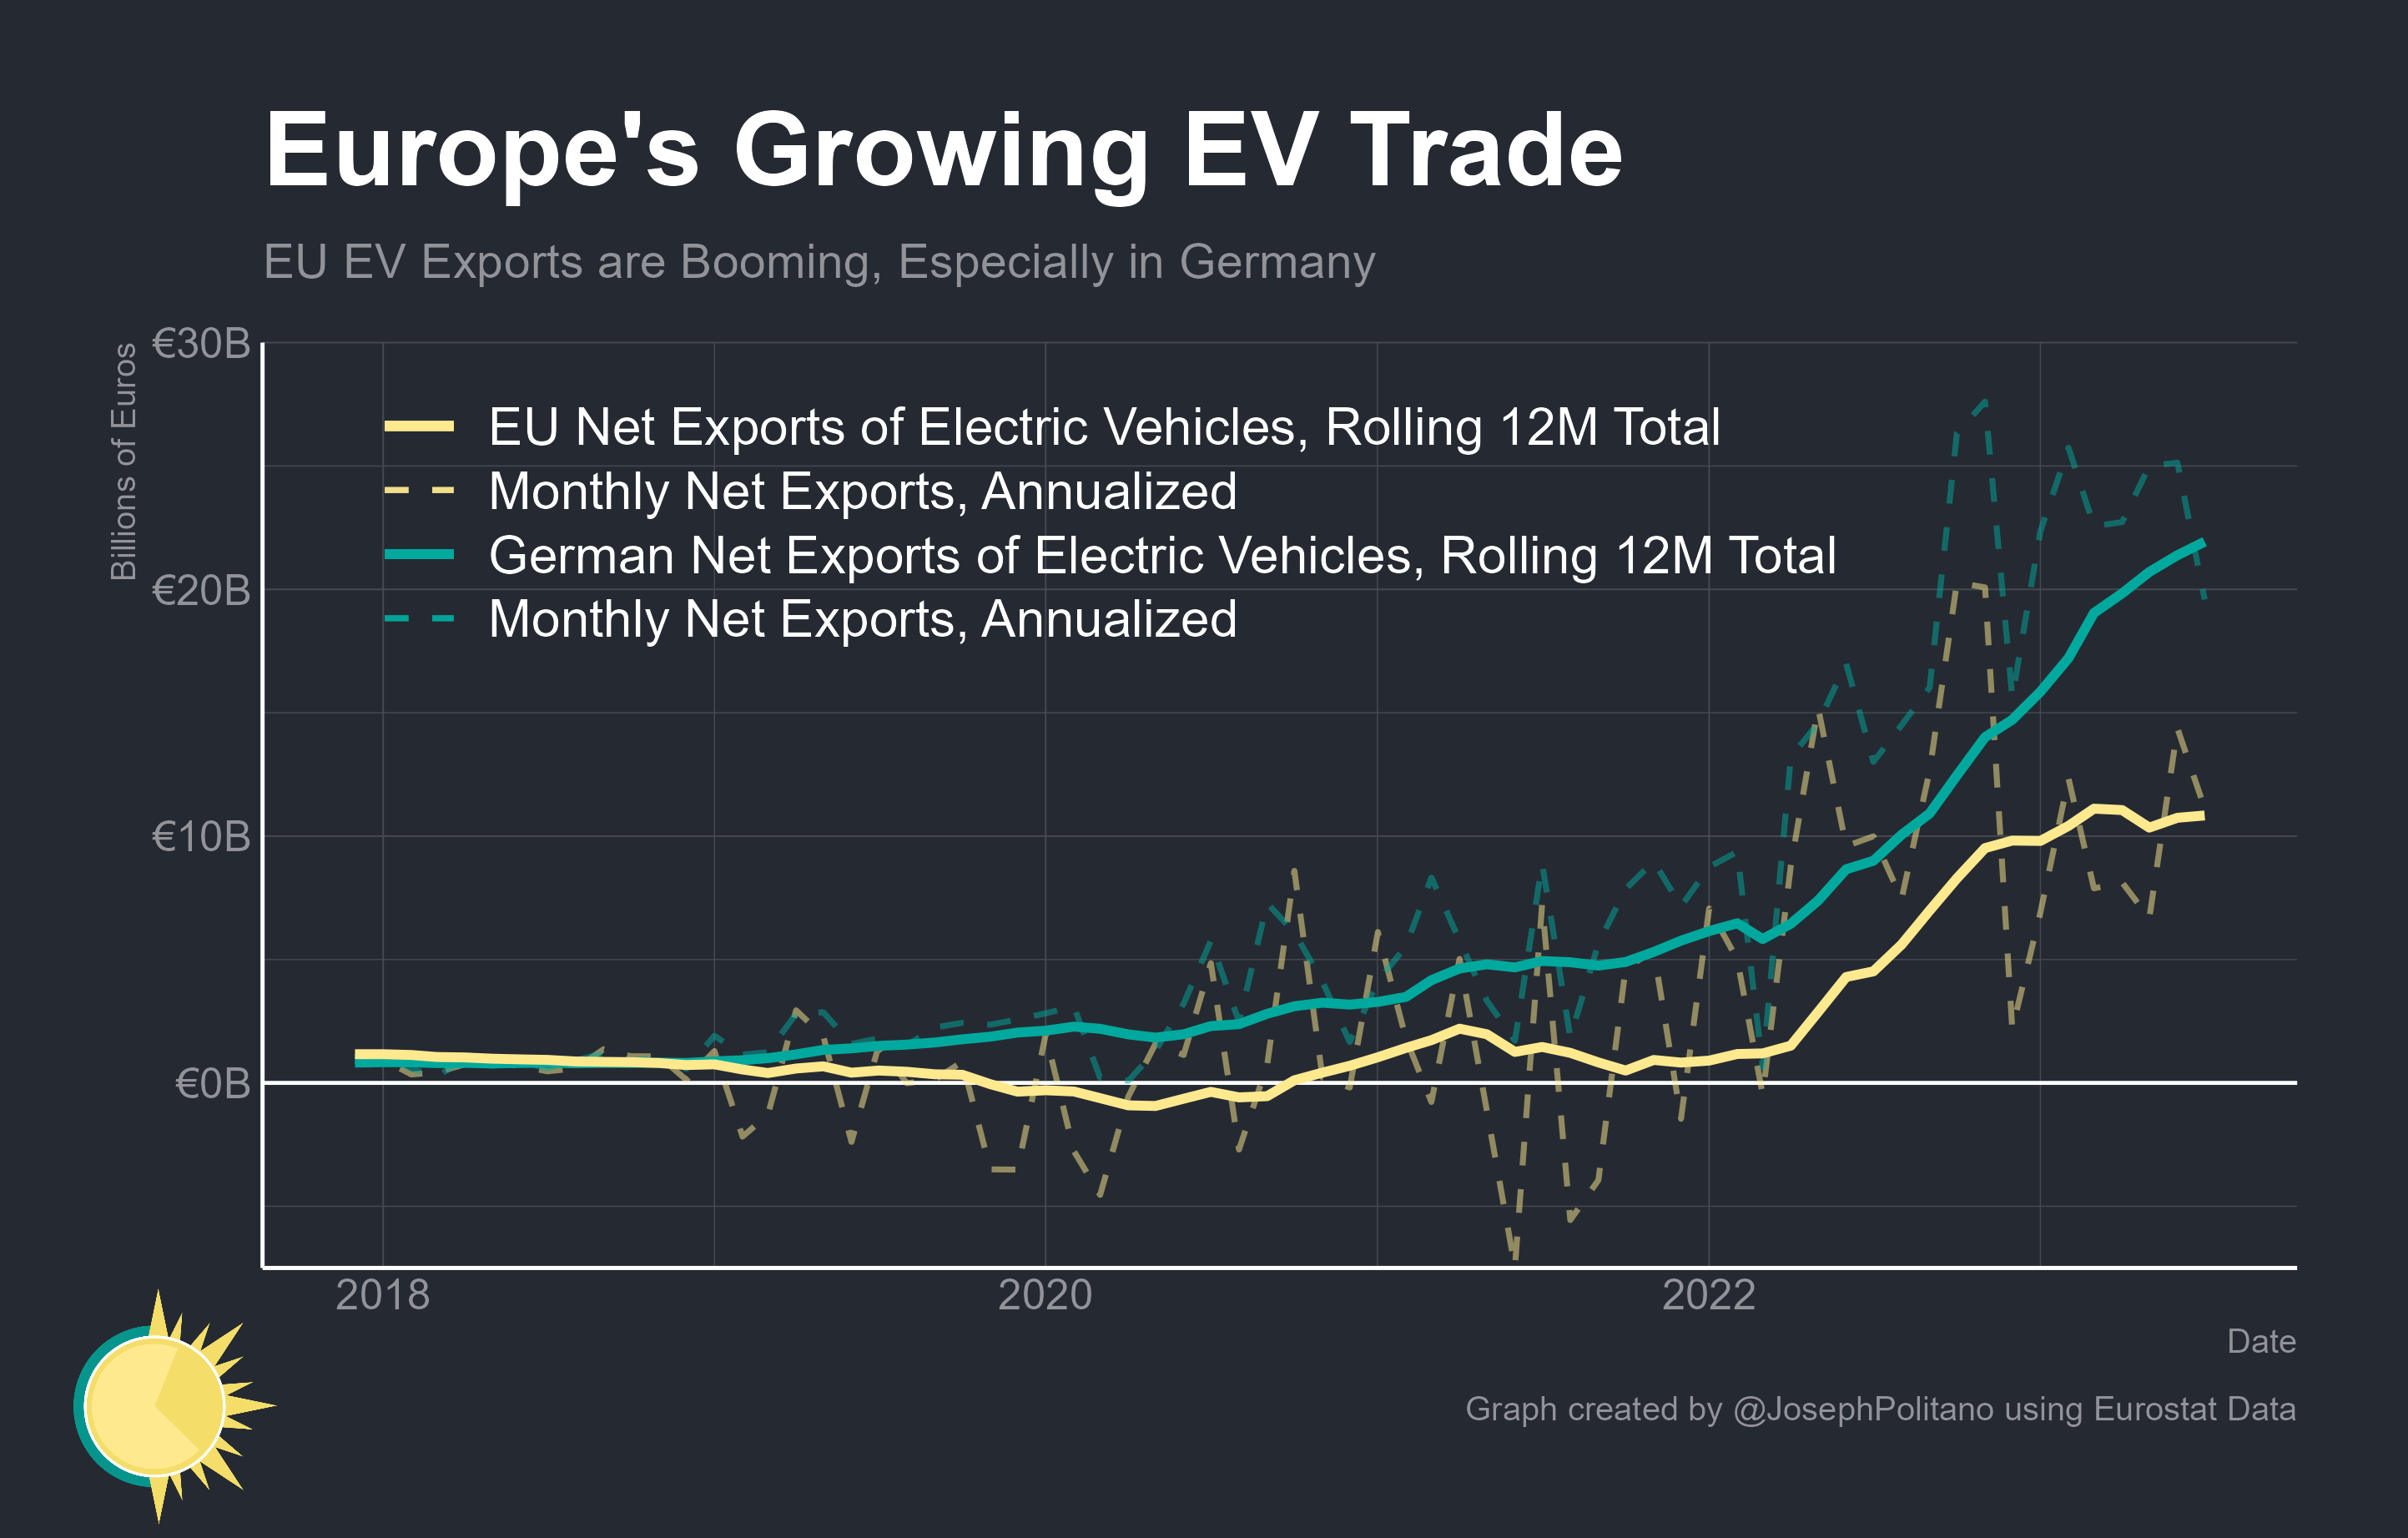 Europe's Growing EV Trade
EU EV Exports are Booming, Especially in Germany
Billions of Euros
€30B
€20B
€10B
€0B
EU Net Exports of Electric Vehicles, Rolling 12M Total
Monthly Net Exports, Annualized
German Net Exports of Electric Vehicles, Rolling 12M Total
Monthly Net Exports, Annualized
2018 2020 2022
Date
Graph created by @JosephPolitano using Eurostat Data